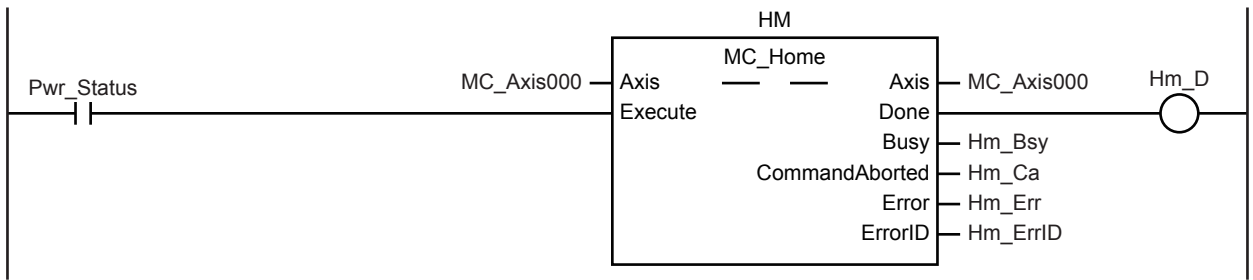 HM
MC_Home
Pwr_Status
MC_Axis000 Axis Axis MC_Axis000 Hm_D
Execute Done
Busy Hm_Bsy
CommandAborted Hm_Ca
Error Hm_Err
ErrorID Hm_ErrID